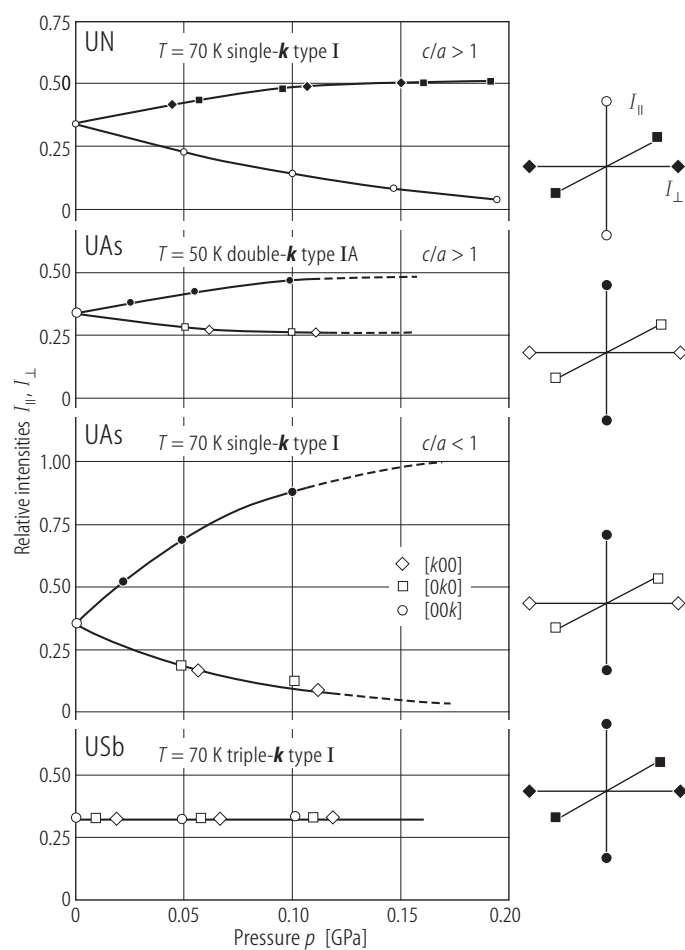 0.75
UN
T = 70 K single-k type I
c/a > 1
0.50
0.25
0
I||
I⊥
UAs
T = 50 K double-k type IA
c/a > 1
0.50
0.25
0
Relative intensities I||, I⊥
UAs
T = 70 K single-k type I
c/a < 1
1.00
0.75
0.50
0.25
0
[k00]
[0k0]
[00k]
USb
T = 70 K triple-k type I
0.50
0.25
0
0 0.05 0.10 0.15 0.20
Pressure p [GPa]